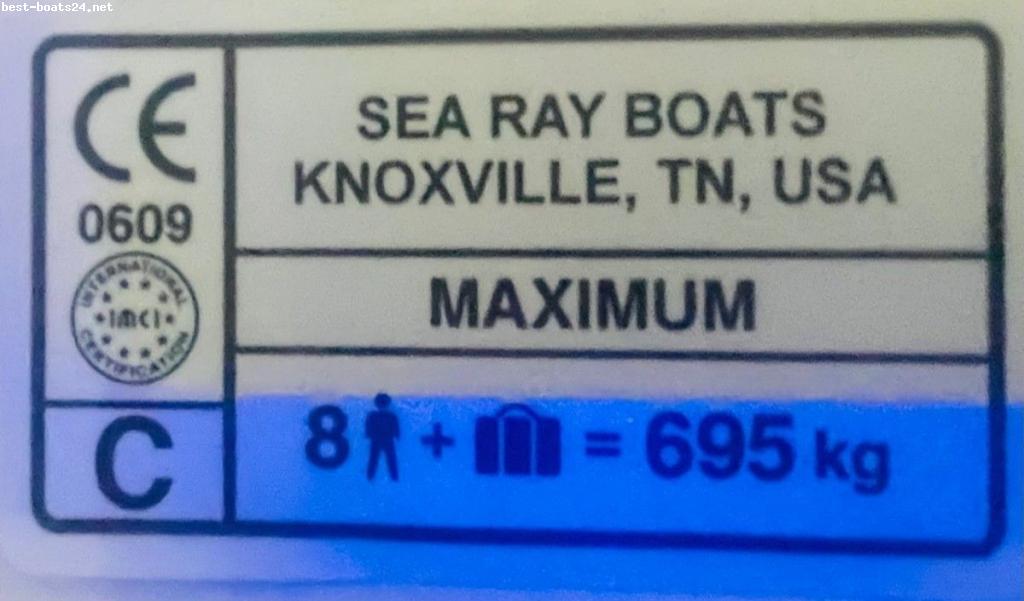 best-boats24.net
CE
0609
INTERNATIONAL
IMCI
CERTIFICATION
C
SEA RAY BOATS
KNOXVILLE, TN, USA
MAXIMUM
8 + = 695 kg